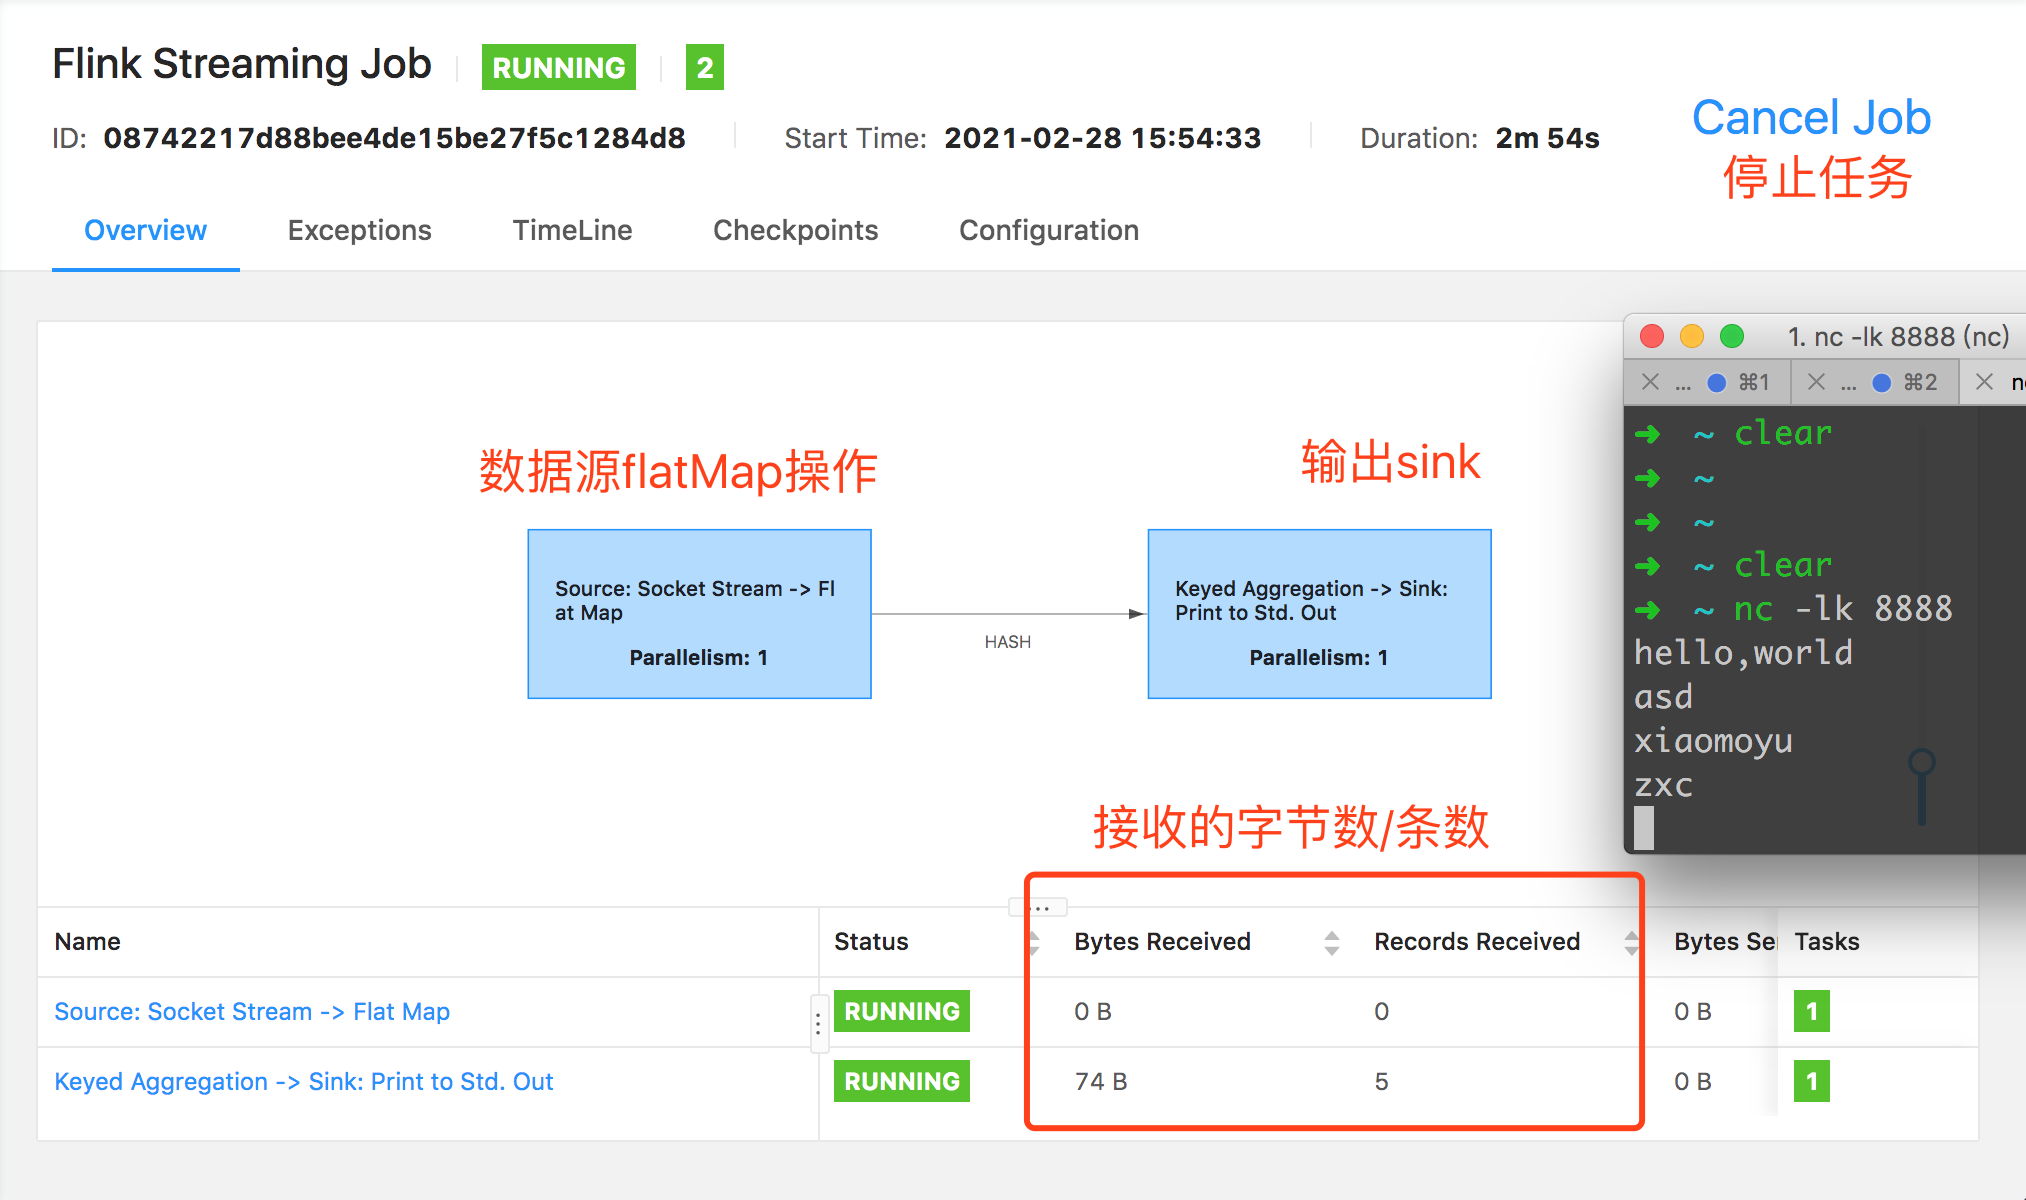 Flink Streaming Job RUNNING 2
ID: 08742217d88bee4de15be27f5c1284d8 Start Time: 2021-02-28 15:54:33 Duration: 2m 54s
Cancel Job
停止任务
Overview Exceptions TimeLine Checkpoints Configuration
数据源flatMap操作
输出sink
Source: Socket Stream -> Fl
at Map
Parallelism: 1
HASH
Keyed Aggregation -> Sink:
Print to Std. Out
Parallelism: 1
1. nc -lk 8888 (nc)
... ⌘1 ... ⌘2
➜ ~ clear
➜ ~
➜ ~
➜ ~ clear
➜ ~ nc -lk 8888
hello,world
asd
xiaomoyu
zxc
接收的字节数/条数
Name Status Bytes Received Records Received Bytes Tasks
Source: Socket Stream -> Flat Map RUNNING 0 B 0 0 B 1
Keyed Aggregation -> Sink: Print to Std. Out RUNNING 74 B 5 0 B 1